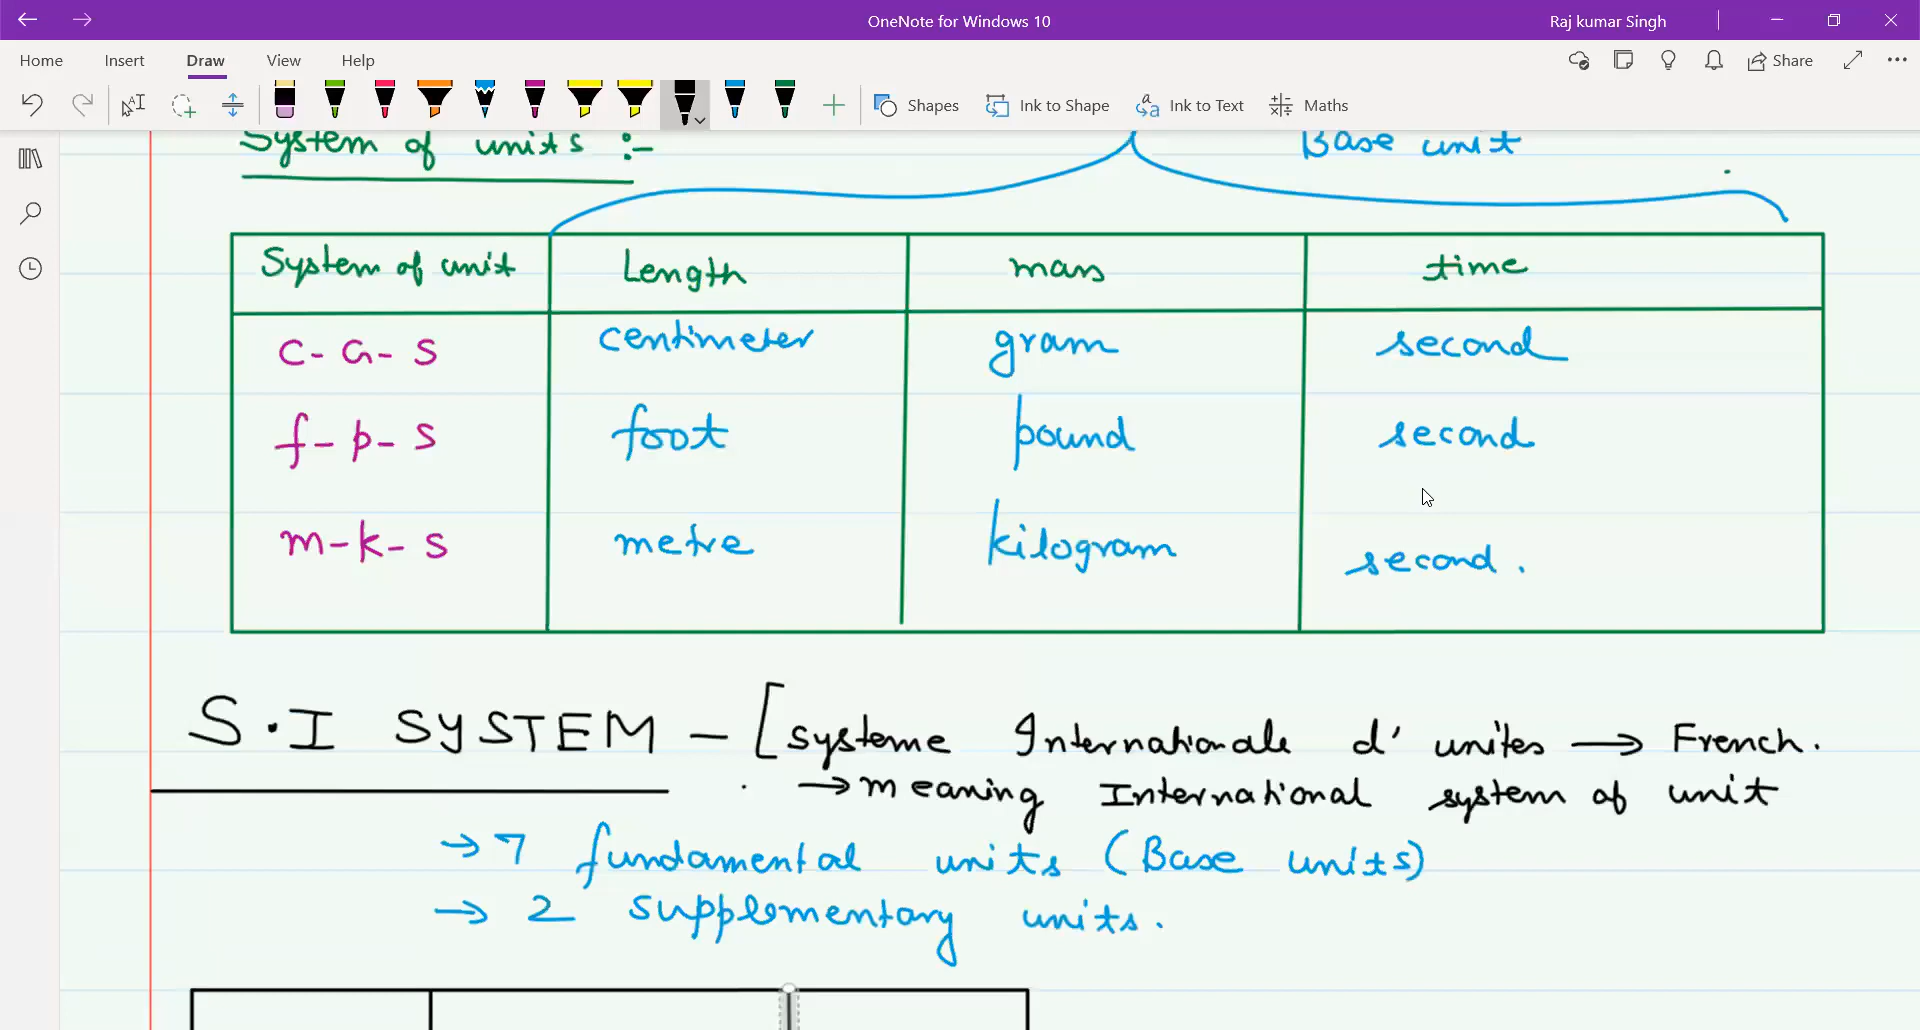 OneNote for Windows 10
Raj kumar Singh
Home Insert Draw View Help
Share
Shapes Ink to Shape Ink to Text Maths
System of units :-
Base unit
System of unit Length mass time
C-G-S centimeter gram second
f-p-s foot pound second
m-k-s metre kilogram second.
S.I SYSTEM - [systeme Internationale d' unites → French.
→ meaning International system of unit
→ 7 fundamental units (Base units)
→ 2 supplementary units.